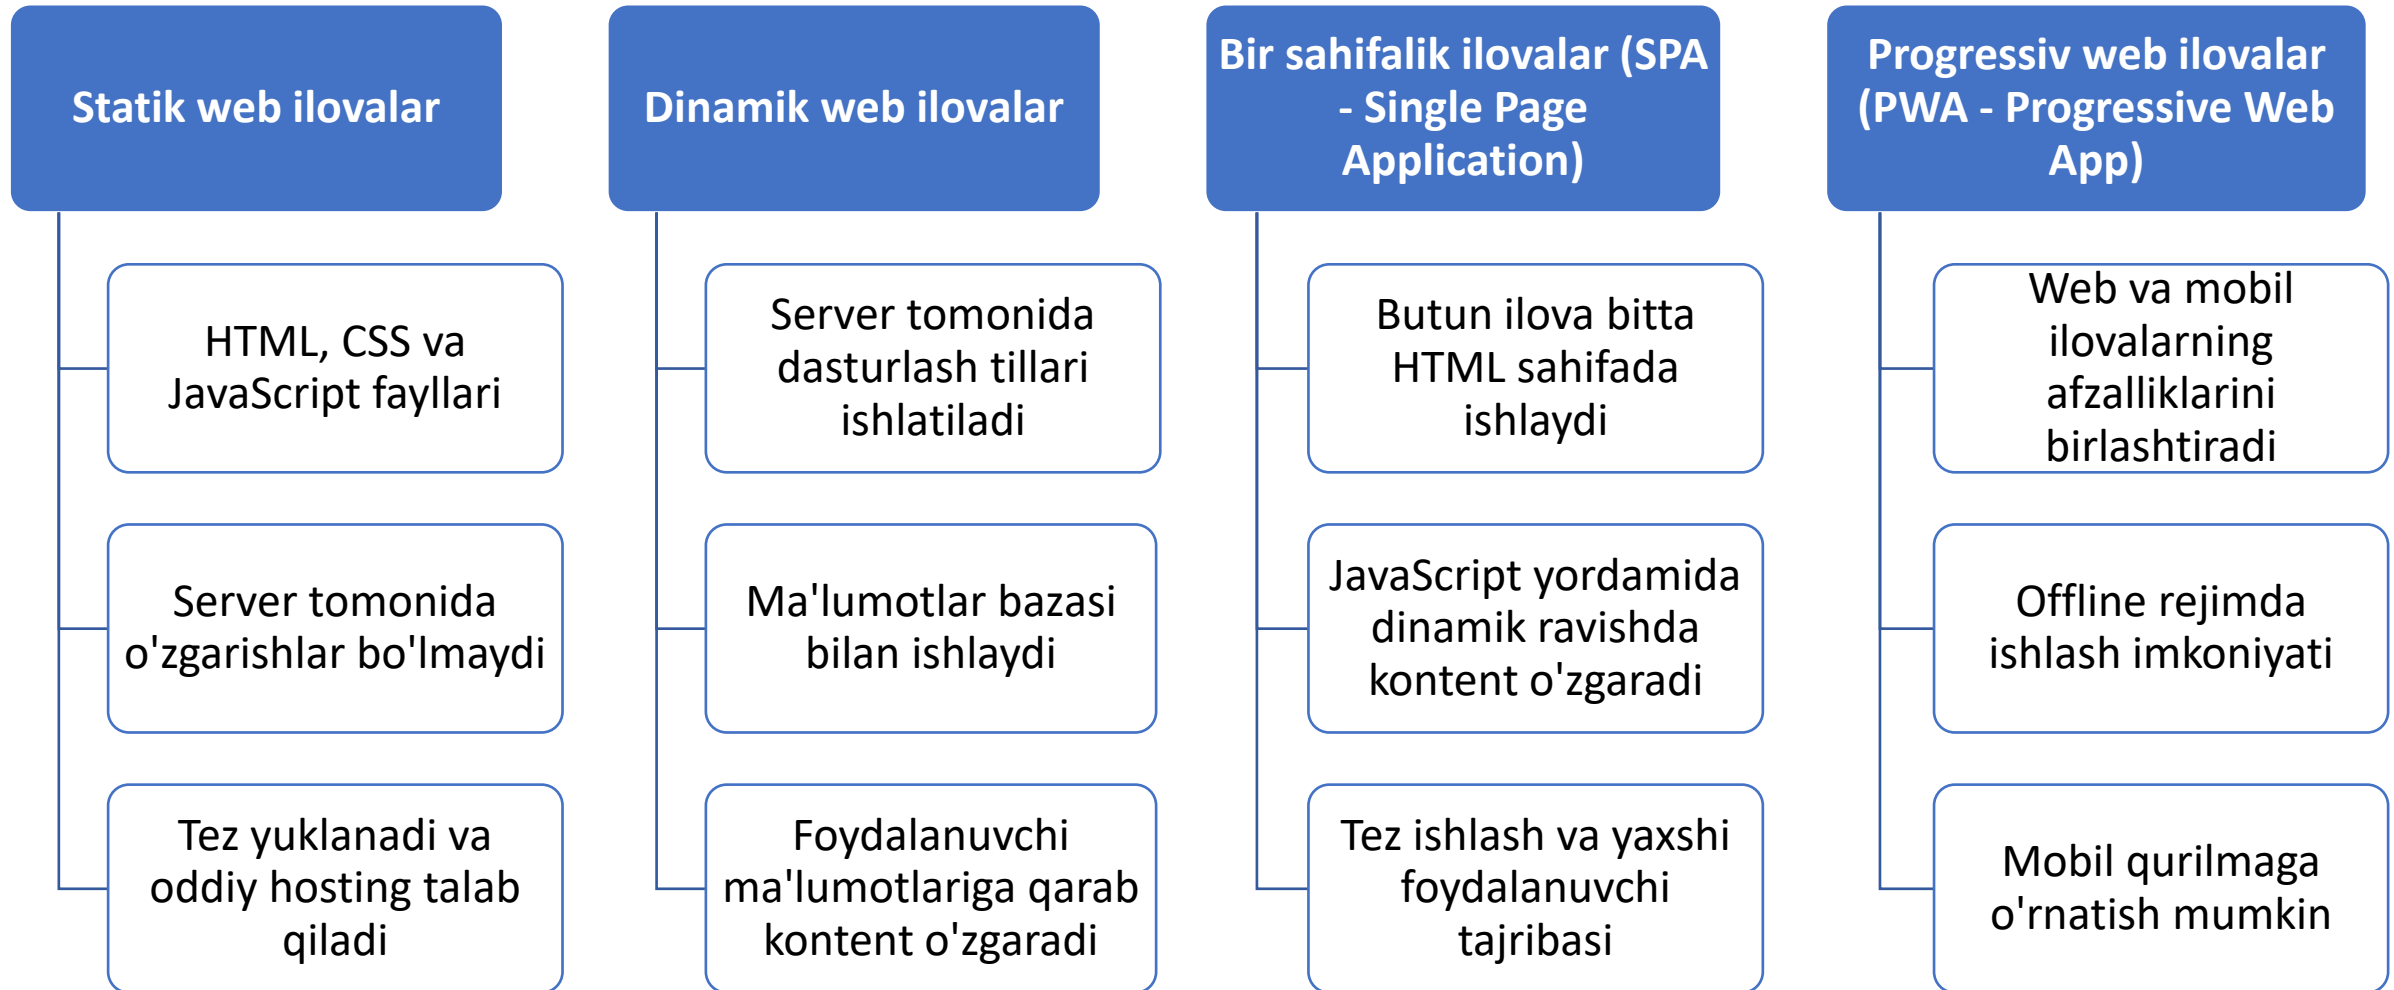 Statik web ilovalar
HTML, CSS va
JavaScript fayllari
Server tomonida
o'zgarishlar bo'lmaydi
Tez yuklanadi va
oddiy hosting talab
qiladi
Dinamik web ilovalar
Server tomonida
dasturlash tillari
ishlatiladi
Ma'lumotlar bazasi
bilan ishlaydi
Foydalanuvchi
ma'lumotlariga qarab
kontent o'zgaradi
Bir sahifalik ilovalar (SPA
- Single Page
Application)
Butun ilova bitta
HTML sahifada
ishlaydi
JavaScript yordamida
dinamik ravishda
kontent o'zgaradi
Tez ishlash va yaxshi
foydalanuvchi
tajribasi
Progressiv web ilovalar
(PWA - Progressive Web
App)
Web va mobil
ilovalarning
afzalliklarini
birlashtiradi
Offline rejimda
ishlash imkoniyati
Mobil qurilmaga
o'rnatish mumkin